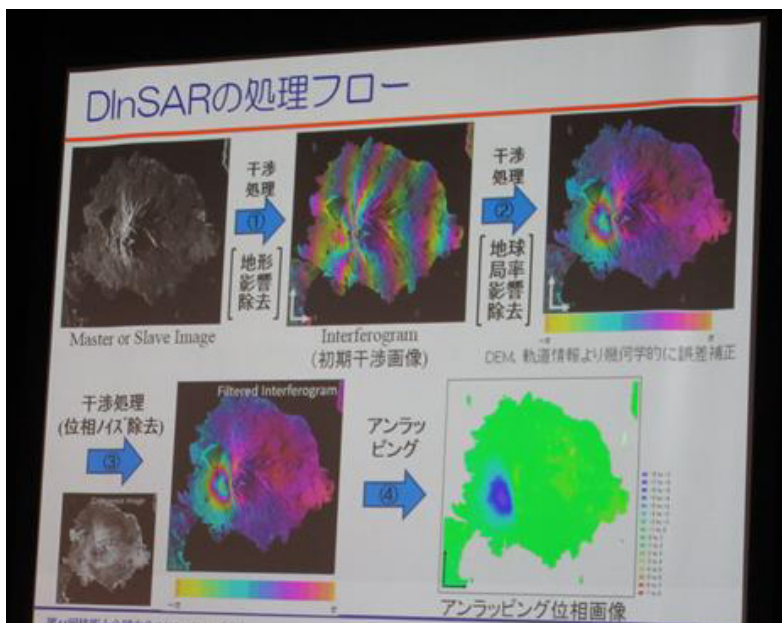 DInSARの処理フロー
干渉
処理
①
地形
影響
除去
干渉
処理
②
地球
局率
影響
除去
Master or Slave Image
Interferogram
(初期干渉画像)
DEM, 軌道情報より幾何学的に誤差補正
干渉処理
(位相ノイズ除去)
③
Filtered Interferogram
アンラッ
ピング
④
アンラッピング位相画像